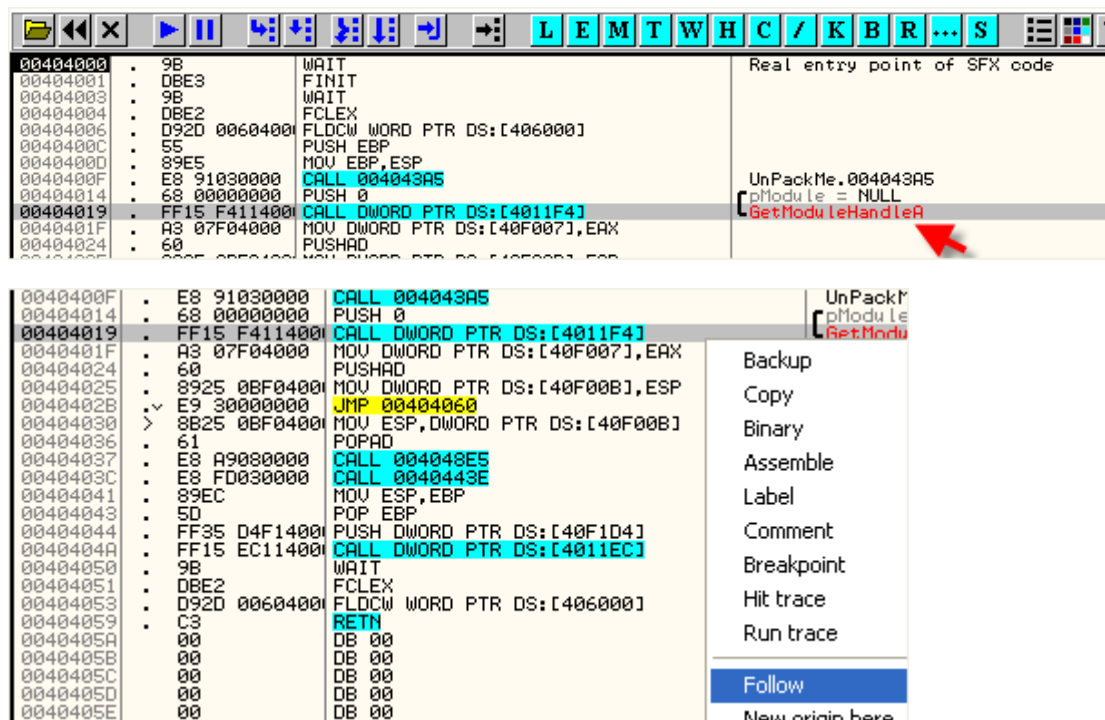 L E M T W H C / K B R ... S
00404000 . 9B WAIT Real entry point of SFX code
00404001 . DBE3 FINIT
00404003 . 9B WAIT
00404004 . DBE2 FCLEX
00404006 . D92D 00604000 FLDCW WORD PTR DS:[406000]
0040400C . 55 PUSH EBP
0040400D . 89E5 MOV EBP,ESP
0040400F . E8 91030000 CALL 004043A5 UnPackMe.004043A5
00404014 . 68 00000000 PUSH 0 pModule = NULL
00404019 . FF15 F4114000 CALL DWORD PTR DS:[4011F4] GetModuleHandleA
0040401F . A3 07F04000 MOV DWORD PTR DS:[40F007],EAX
00404024 . 60 PUSHAD
0040400F . E8 91030000 CALL 004043A5 UnPackM
00404014 . 68 00000000 PUSH 0 pModule
00404019 . FF15 F4114000 CALL DWORD PTR DS:[4011F4] GetModu
0040401F . A3 07F04000 MOV DWORD PTR DS:[40F007],EAX
00404024 . 60 PUSHAD
00404025 . 8925 0BF04000 MOV DWORD PTR DS:[40F00B],ESP
0040402B .v E9 30000000 JMP 00404060
00404030 > 8B25 0BF04000 MOV ESP,DWORD PTR DS:[40F00B]
00404036 . 61 POPAD
00404037 . E8 A9080000 CALL 004048E5
0040403C . E8 FD030000 CALL 0040443E
00404041 . 89EC MOV ESP,EBP
00404043 . 5D POP EBP
00404044 . FF35 D4F14000 PUSH DWORD PTR DS:[40F1D4]
0040404A . FF15 EC114000 CALL DWORD PTR DS:[4011EC]
00404050 . 9B WAIT
00404051 . DBE2 FCLEX
00404053 . D92D 00604000 FLDCW WORD PTR DS:[406000]
00404059 . C3 RETN
0040405A 00 DB 00
0040405B 00 DB 00
0040405C 00 DB 00
0040405D 00 DB 00
0040405E 00 DB 00
Backup
Copy
Binary
Assemble
Label
Comment
Breakpoint
Hit trace
Run trace
Follow
New origin here